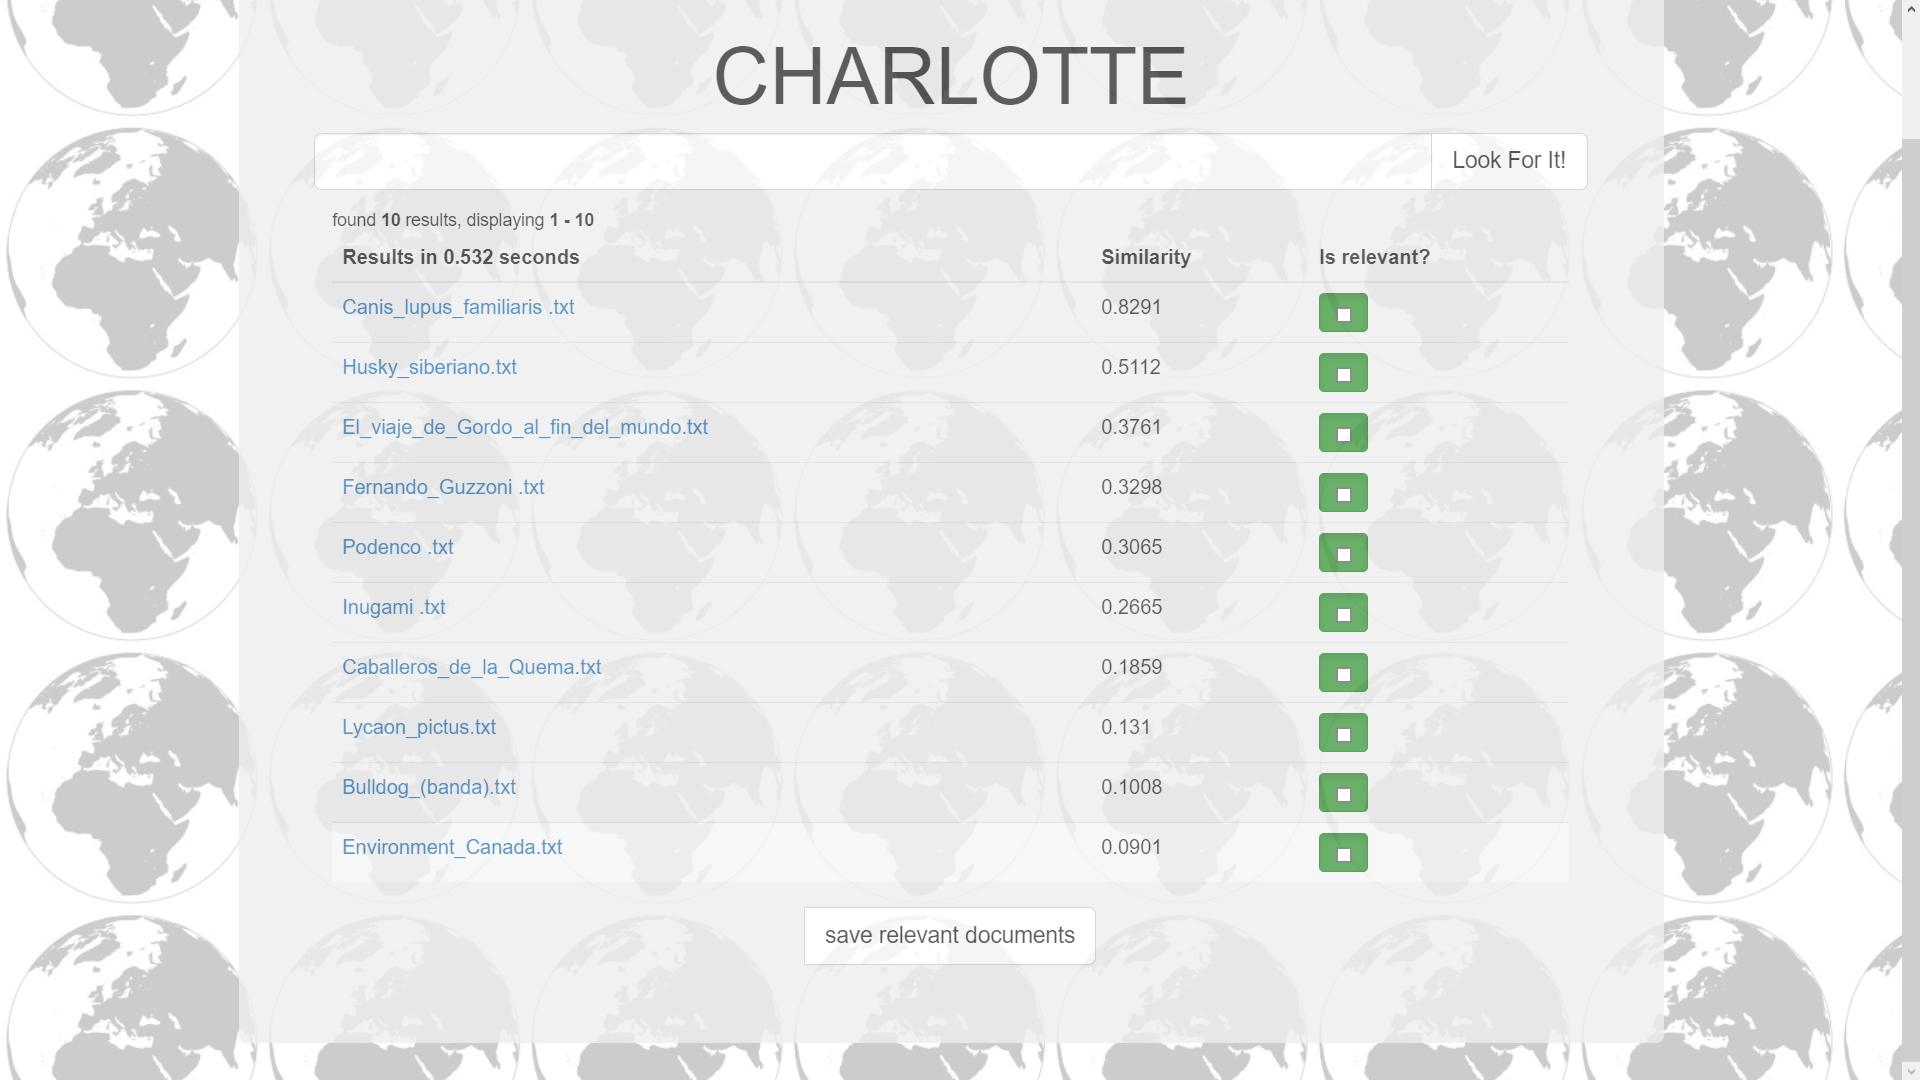 CHARLOTTE
Look For It!
found 10 results, displaying 1 - 10
Results in 0.532 seconds Similarity Is relevant?
Canis_lupus_familiaris .txt 0.8291
Husky_siberiano.txt 0.5112
El_viaje_de_Gordo_al_fin_del_mundo.txt 0.3761
Fernando_Guzzoni .txt 0.3298
Podenco .txt 0.3065
Inugami .txt 0.2665
Caballeros_de_la_Quema.txt 0.1859
Lycaon_pictus.txt 0.131
Bulldog_(banda).txt 0.1008
Environment_Canada.txt 0.0901
save relevant documents